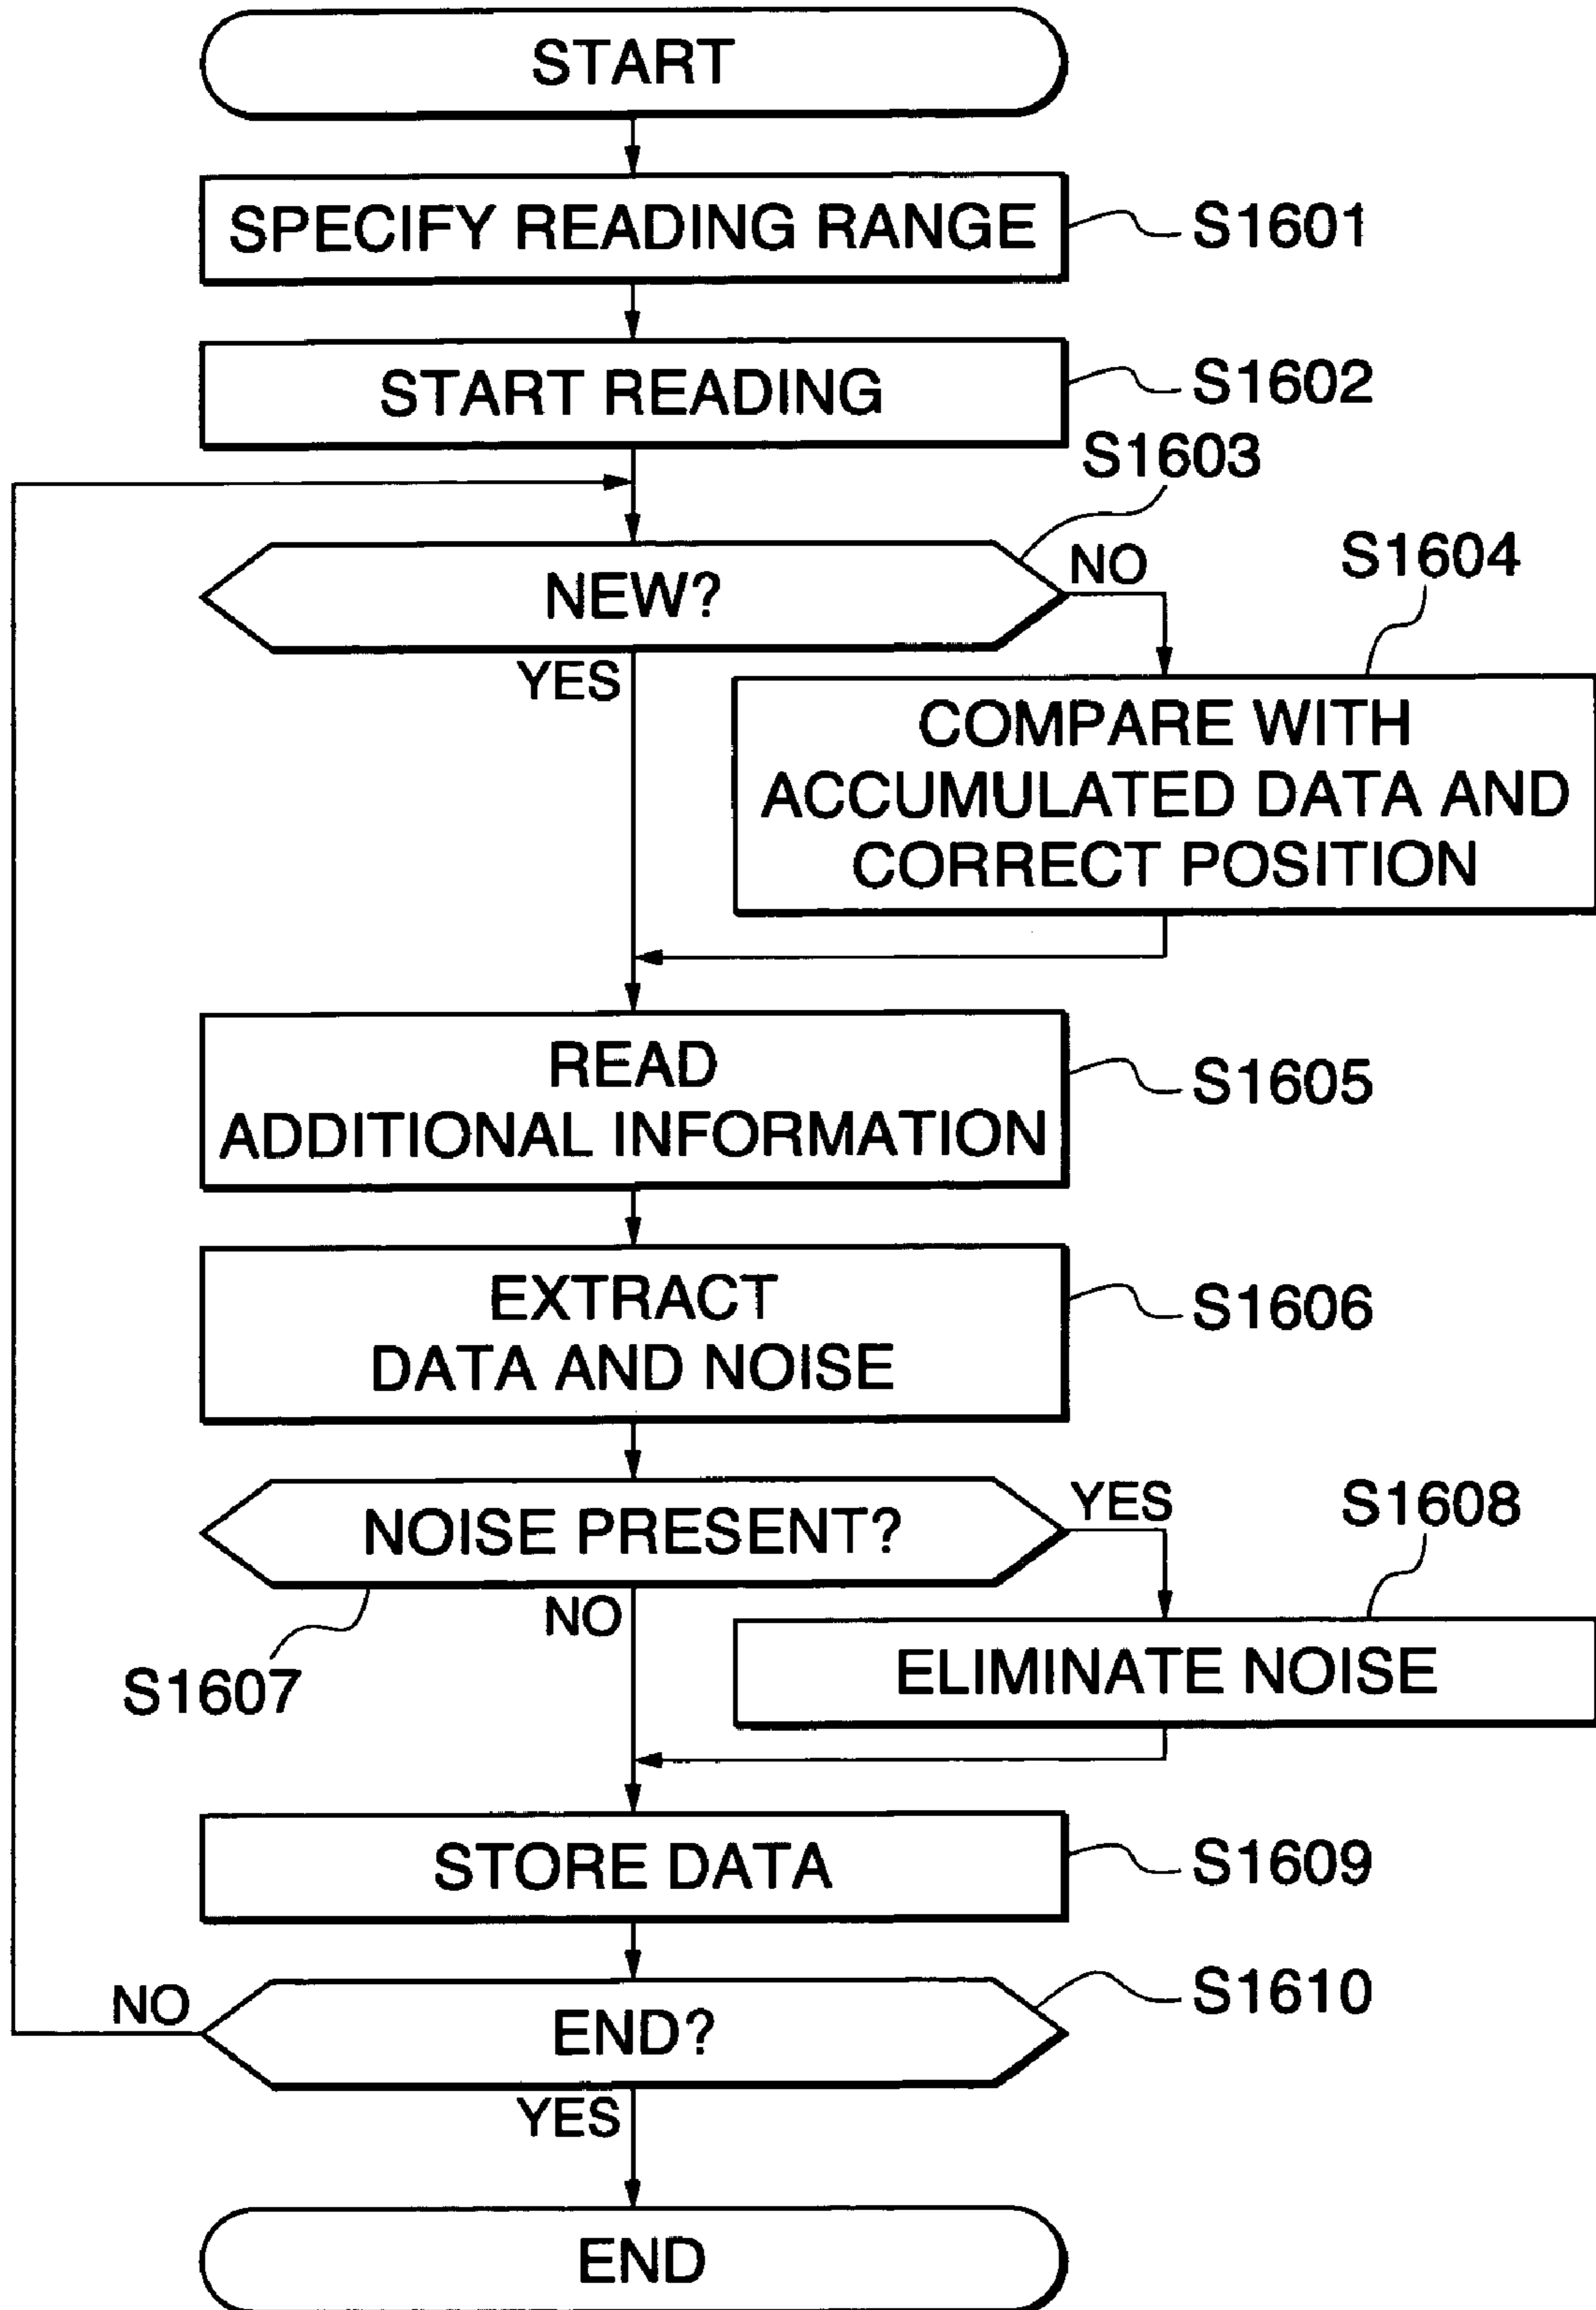 START
SPECIFY READING RANGE
S1601
START READING
S1602
S1603
NEW?
NO
S1604
YES
COMPARE WITH
ACCUMULATED DATA AND
CORRECT POSITION
READ
ADDITIONAL INFORMATION
S1605
EXTRACT
DATA AND NOISE
S1606
NOISE PRESENT?
YES
S1608
NO
S1607
ELIMINATE NOISE
STORE DATA
S1609
NO
END?
S1610
YES
END